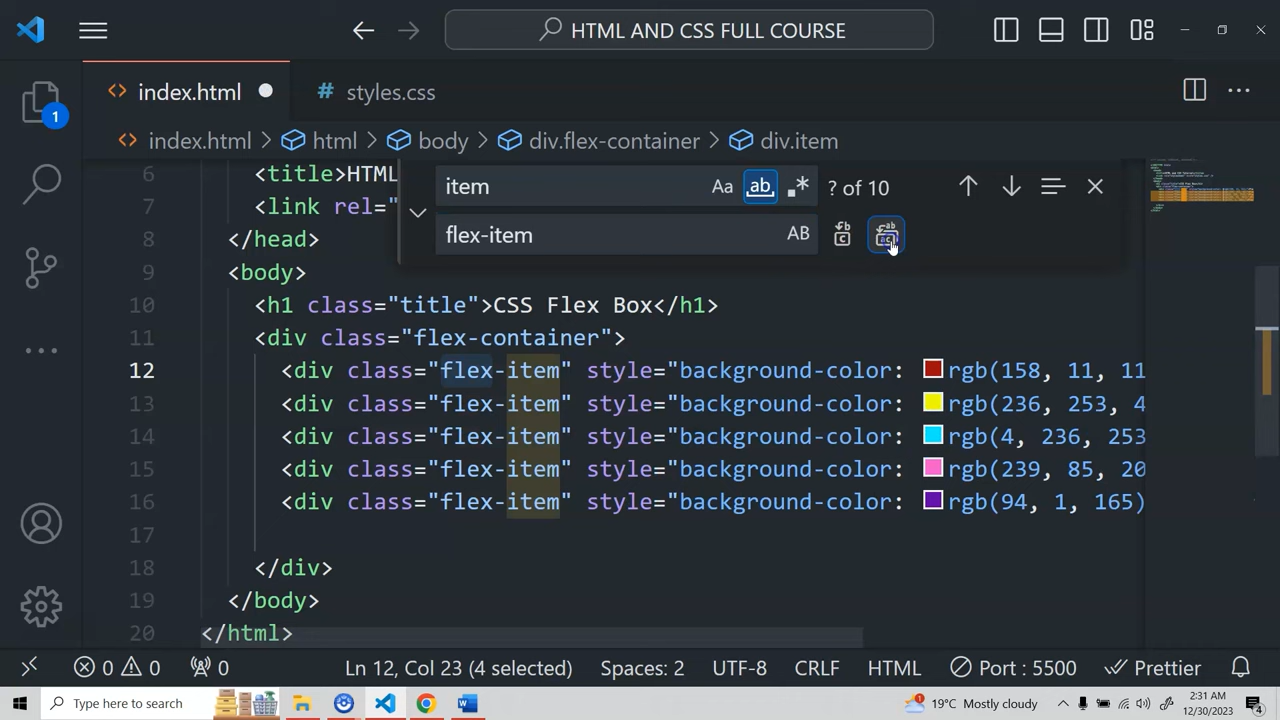 HTML AND CSS FULL COURSE
1
<> index.html ● # styles.css
<> index.html > html > body > div.flex-container > div.item
item Aa ab. .* ? of 10
flex-item AB
6 <title>HTML
7 <link rel="
8 </head>
9 <body>
10 <h1 class="title">CSS Flex Box</h1>
11 <div class="flex-container">
12 <div class="flex-item" style="background-color: rgb(158, 11, 11
13 <div class="flex-item" style="background-color: rgb(236, 253, 4
14 <div class="flex-item" style="background-color: rgb(4, 236, 253
15 <div class="flex-item" style="background-color: rgb(239, 85, 20
16 <div class="flex-item" style="background-color: rgb(94, 1, 165)
17
18 </div>
19 </body>
20 </html>
0 0 0 Ln 12, Col 23 (4 selected) Spaces: 2 UTF-8 CRLF HTML Port : 5500 Prettier
Type here to search 19°C Mostly cloudy 2:31 AM
12/30/2023 4